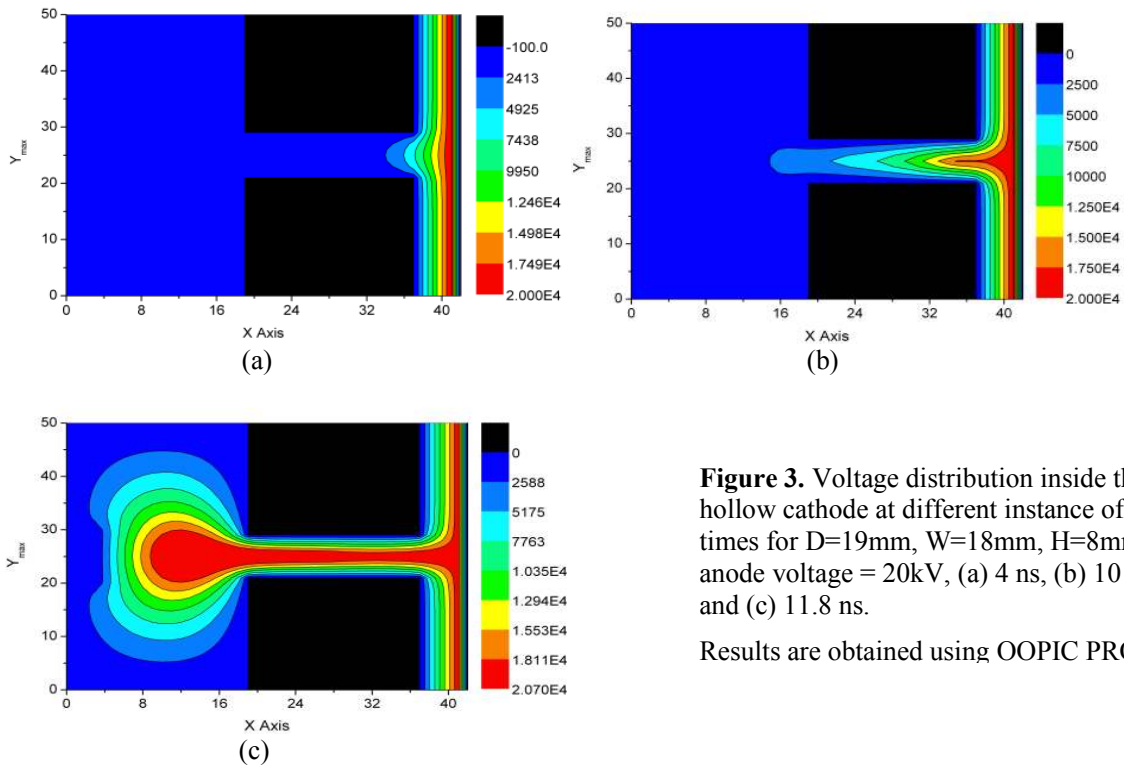 50
40
30
20
10
0
Ymax
0 8 16 24 32 40
X Axis
-100.0
2413
4925
7438
9950
1.246E4
1.498E4
1.749E4
2.000E4
(a)
50
40
30
20
10
0
Ymax
0 8 16 24 32 40
X Axis
0
2500
5000
7500
10000
1.250E4
1.500E4
1.750E4
2.000E4
(b)
50
40
30
20
10
0
Ymax
0 8 16 24 32 40
X Axis
0
2588
5175
7763
1.035E4
1.294E4
1.553E4
1.811E4
2.070E4
(c)
Figure 3. Voltage distribution inside
hollow cathode at different instance of
times for D=19mm, W=18mm,
anode voltage = 20kV, (a) 4 ns, (b) 10
and (c) 11.8 ns.
Results are obtained using OOPIC